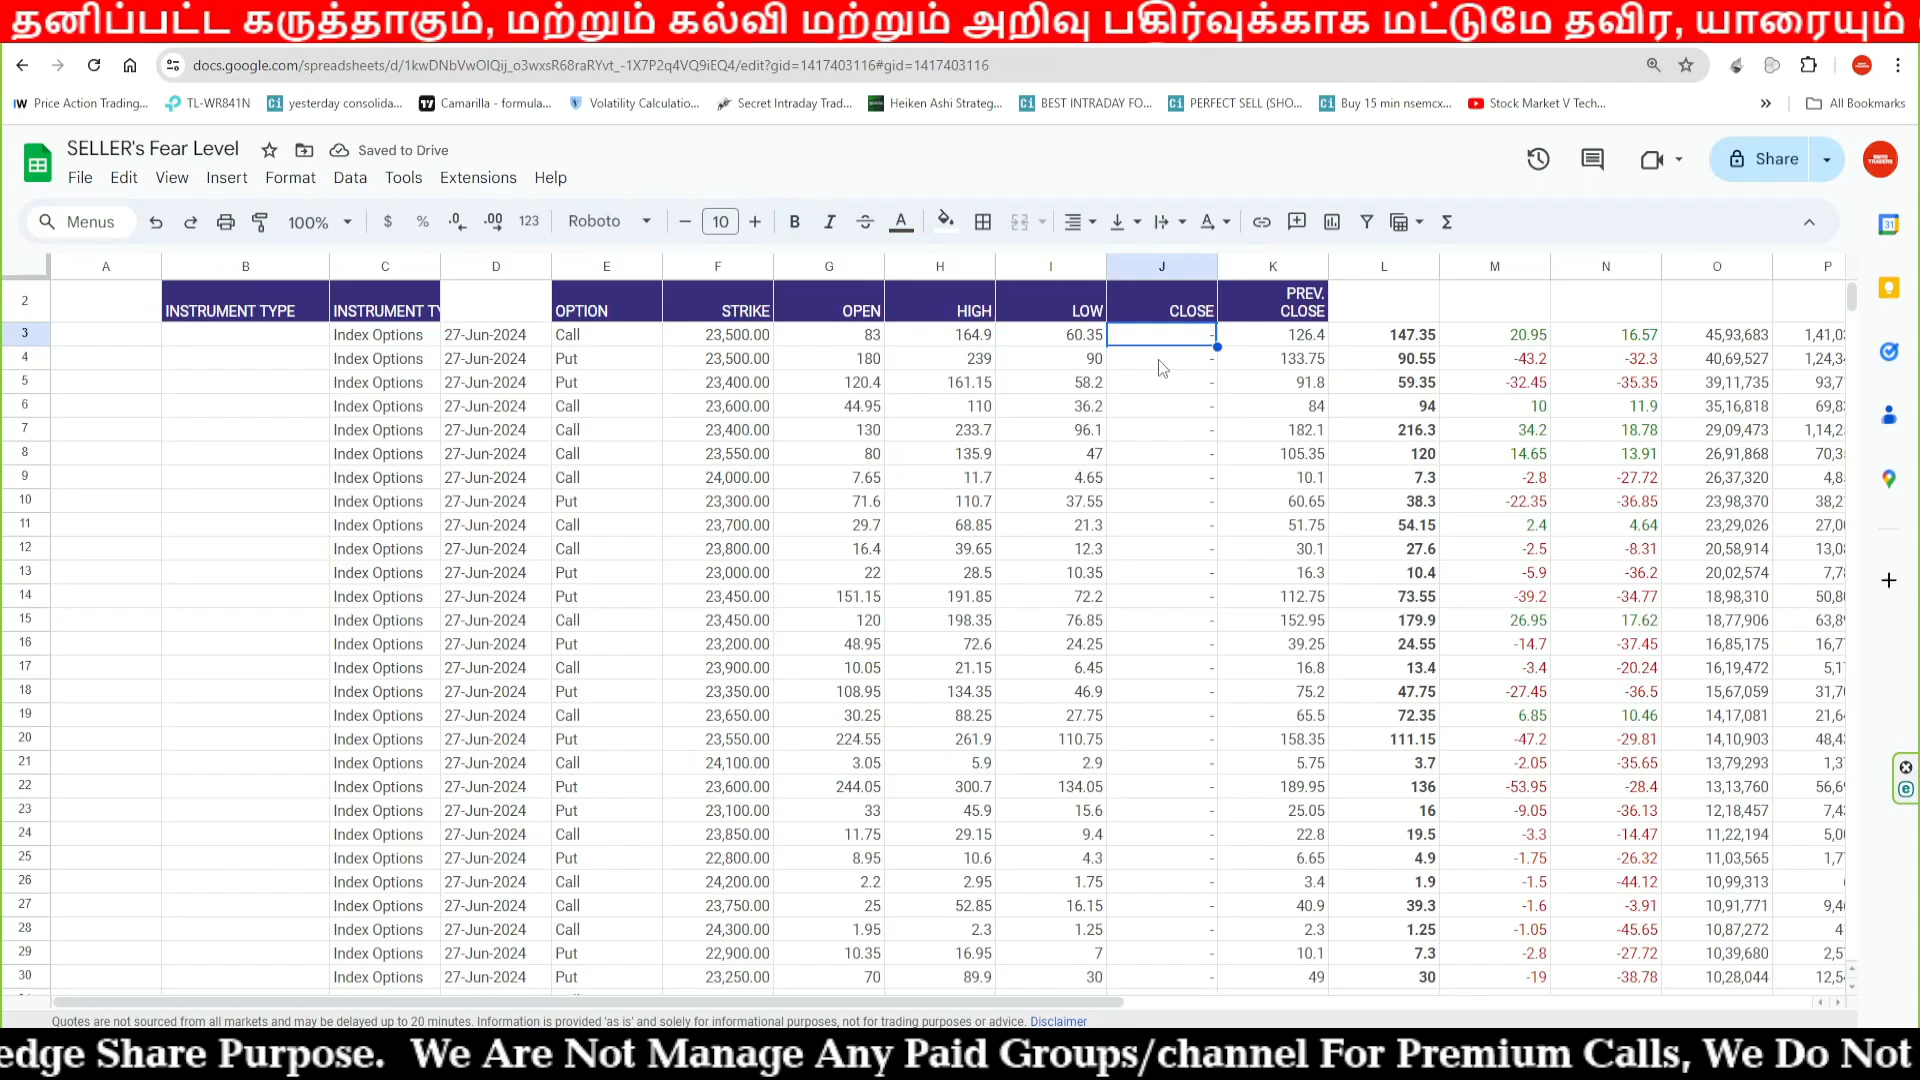 தனிப்பட்ட கருத்தாகும், மற்றும் கல்வி மற்றும் அறிவு பகிர்வுக்காக மட்டுமே தவிர, யாரையும்
docs.google.com/spreadsheets/d/1kwDNbVwOIQij_o3wxsR68raRYvt_-1X7P2q4VQ9iEQ4/edit?gid=1417403116#gid=1417403116
IW Price Action Trading... TL-WR841N Ci yesterday consolida... Camarilla - formula... Volatility Calculatio... Secret Intraday Trad... Heiken Ashi Strateg... Ci BEST INTRADAY FO... Ci PERFECT SELL (SHO... Ci Buy 15 min nsemcx... Stock Market V Tech... » All Bookmarks
SELLER's Fear Level Saved to Drive
Share
File Edit View Insert Format Data Tools Extensions Help
Menus 100% $ % .0 .00 123 Roboto − 10 + B I A Σ
31
A B C D E F G H I J K L M N O P
2 INSTRUMENT TYPE INSTRUMENT TY OPTION STRIKE OPEN HIGH LOW CLOSE PREV. CLOSE
3 Index Options 27-Jun-2024 Call 23,500.00 83 164.9 60.35 - 126.4 147.35 20.95 16.57 45,93,683
4 Index Options 27-Jun-2024 Put 23,500.00 180 239 90 - 133.75 90.55 -43.2 -32.3 40,69,527
5 Index Options 27-Jun-2024 Put 23,400.00 120.4 161.15 58.2 - 91.8 59.35 -32.45 -35.35 39,11,735
6 Index Options 27-Jun-2024 Call 23,600.00 44.95 110 36.2 - 84 94 10 11.9 35,16,818
7 Index Options 27-Jun-2024 Call 23,400.00 130 233.7 96.1 - 182.1 216.3 34.2 18.78 29,09,473
8 Index Options 27-Jun-2024 Call 23,550.00 80 135.9 47 - 105.35 120 14.65 13.91 26,91,868
9 Index Options 27-Jun-2024 Call 24,000.00 7.65 11.7 4.65 - 10.1 7.3 -2.8 -27.72 26,37,320
10 Index Options 27-Jun-2024 Put 23,300.00 71.6 110.7 37.55 - 60.65 38.3 -22.35 -36.85 23,98,370
11 Index Options 27-Jun-2024 Call 23,700.00 29.7 68.85 21.3 - 51.75 54.15 2.4 4.64 23,29,026
12 Index Options 27-Jun-2024 Call 23,800.00 16.4 39.65 12.3 - 30.1 27.6 -2.5 -8.31 20,58,914
13 Index Options 27-Jun-2024 Put 23,000.00 22 28.5 10.35 - 16.3 10.4 -5.9 -36.2 20,02,574
14 Index Options 27-Jun-2024 Put 23,450.00 151.15 191.85 72.2 - 112.75 73.55 -39.2 -34.77 18,98,310
15 Index Options 27-Jun-2024 Call 23,450.00 120 198.35 76.85 - 152.95 179.9 26.95 17.62 18,77,906
16 Index Options 27-Jun-2024 Put 23,200.00 48.95 72.6 24.25 - 39.25 24.55 -14.7 -37.45 16,85,175
17 Index Options 27-Jun-2024 Call 23,900.00 10.05 21.15 6.45 - 16.8 13.4 -3.4 -20.24 16,19,472
18 Index Options 27-Jun-2024 Put 23,350.00 108.95 134.35 46.9 - 75.2 47.75 -27.45 -36.5 15,67,059
19 Index Options 27-Jun-2024 Call 23,650.00 30.25 88.25 27.75 - 65.5 72.35 6.85 10.46 14,17,081
20 Index Options 27-Jun-2024 Put 23,550.00 224.55 261.9 110.75 - 158.35 111.15 -47.2 -29.81 14,10,903
21 Index Options 27-Jun-2024 Call 24,100.00 3.05 5.9 2.9 - 5.75 3.7 -2.05 -35.65 13,79,293
22 Index Options 27-Jun-2024 Put 23,600.00 244.05 300.7 134.05 - 189.95 136 -53.95 -28.4 13,13,760
23 Index Options 27-Jun-2024 Put 23,100.00 33 45.9 15.6 - 25.05 16 -9.05 -36.13 12,18,457
24 Index Options 27-Jun-2024 Call 23,850.00 11.75 29.15 9.4 - 22.8 19.5 -3.3 -14.47 11,22,194
25 Index Options 27-Jun-2024 Put 22,800.00 8.95 10.6 4.3 - 6.65 4.9 -1.75 -26.32 11,03,565
26 Index Options 27-Jun-2024 Call 24,200.00 2.2 2.95 1.75 - 3.4 1.9 -1.5 -44.12 10,99,313
27 Index Options 27-Jun-2024 Call 23,750.00 25 52.85 16.15 - 40.9 39.3 -1.6 -3.91 10,91,771
28 Index Options 27-Jun-2024 Call 24,300.00 1.95 2.3 1.25 - 2.3 1.25 -1.05 -45.65 10,87,272
29 Index Options 27-Jun-2024 Put 22,900.00 10.35 16.95 7 - 10.1 7.3 -2.8 -27.72 10,39,680
30 Index Options 27-Jun-2024 Put 23,250.00 70 89.9 30 - 49 30 -19 -38.78 10,28,044
Quotes are not sourced from all markets and may be delayed up to 20 minutes. Information is provided 'as is' and solely for informational purposes, not for trading purposes or advice. Disclaimer
edge Share Purpose. We Are Not Manage Any Paid Groups/channel For Premium Calls, We Do Not